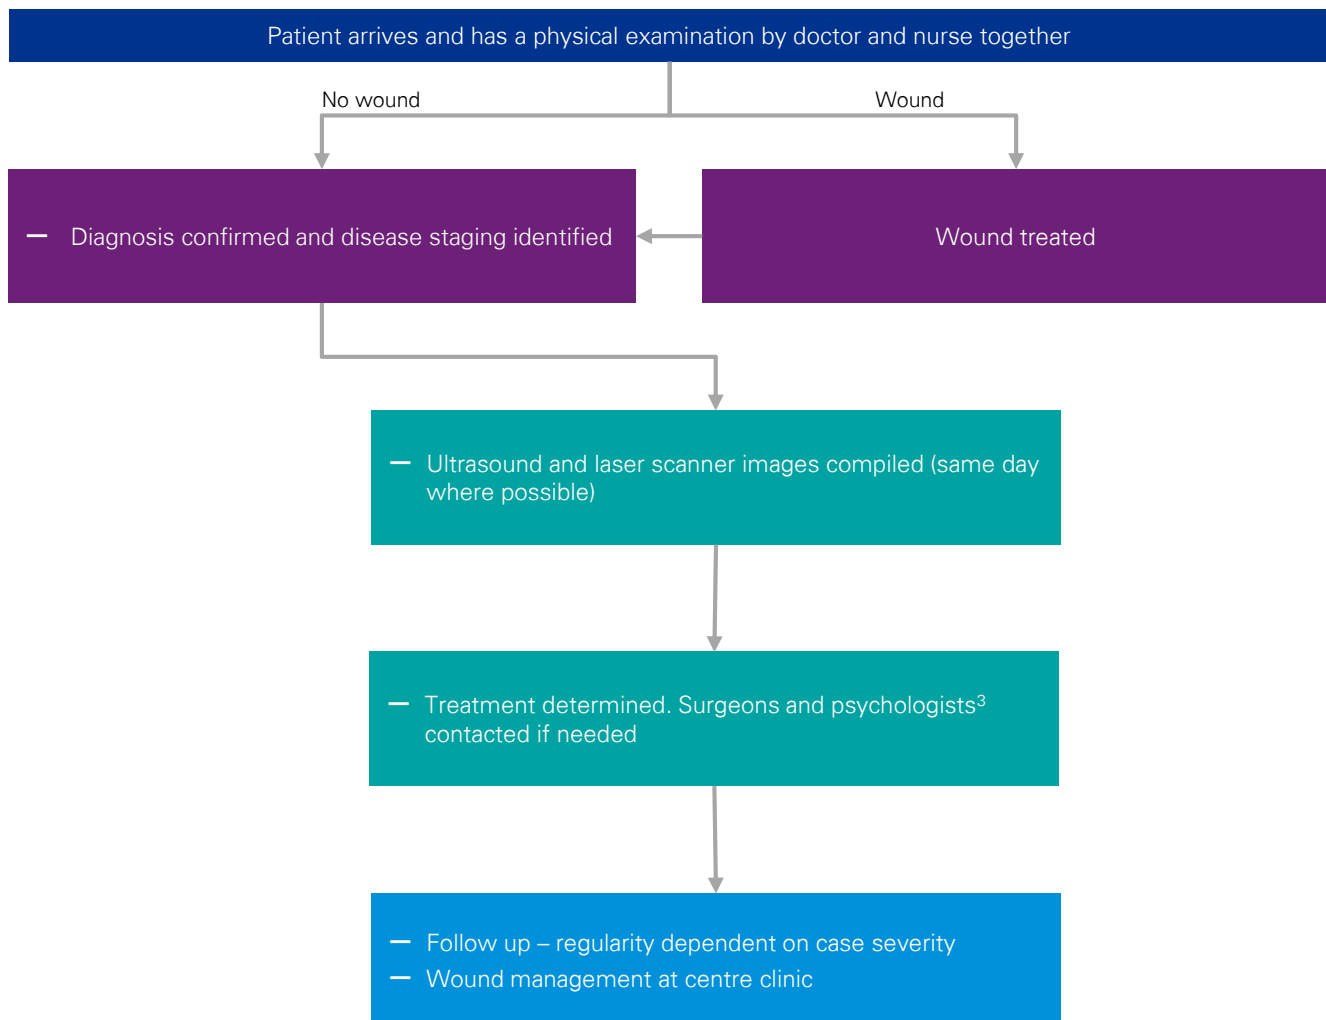 Patient arrives and has a physical examination by doctor and nurse together
No wound
Wound
— Diagnosis confirmed and disease staging identified
Wound treated
— Ultrasound and laser scanner images compiled (same day
where possible)
— Treatment determined. Surgeons and psychologists³
contacted if needed
— Follow up – regularity dependent on case severity
— Wound management at centre clinic